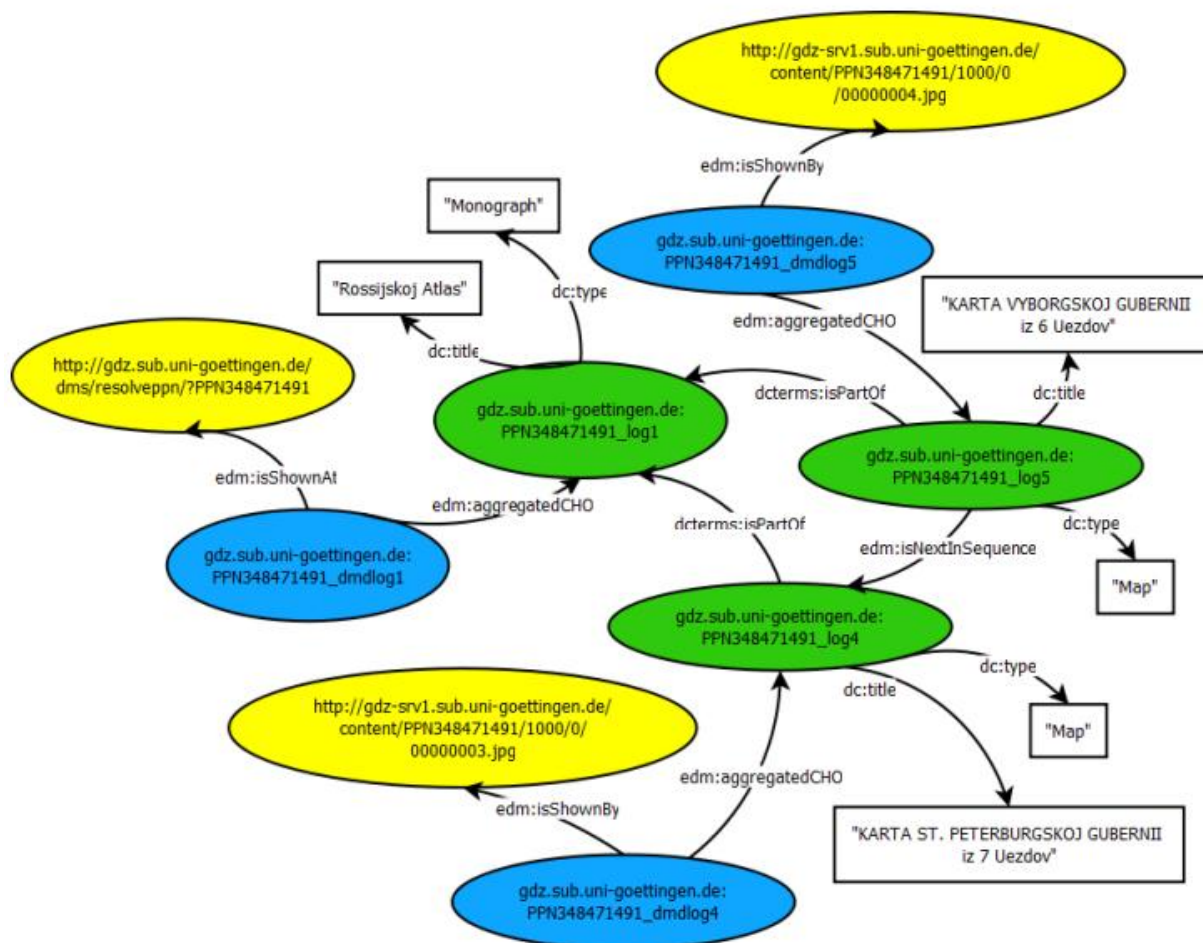 http://gdz-srv1.sub.uni-goettingen.de/
content/PPN348471491/1000/0
/00000004.jpg
edm:isShownBy
"Monograph"
gdz.sub.uni-goettingen.de:
PPN348471491_dmdlog5
"Rossijskoj Atlas"
dc:type
"KARTA VYBORGSKOJ GUBERNII
iz 6 Uezdov"
edm:aggregatedCHO
dc:title
http://gdz.sub.uni-goettingen.de/
dms/resolveppn/?PPN348471491
dcterms:isPartOf
dc:title
gdz.sub.uni-goettingen.de:
PPN348471491_log1
gdz.sub.uni-goettingen.de:
PPN348471491_log5
edm:isShownAt
edm:aggregatedCHO
dcterms:isPartOf
dc:type
edm:isNextInSequence
gdz.sub.uni-goettingen.de:
PPN348471491_dmdlog1
"Map"
gdz.sub.uni-goettingen.de:
PPN348471491_log4
dc:type
dc:title
http://gdz-srv1.sub.uni-goettingen.de/
content/PPN348471491/1000/0/
00000003.jpg
"Map"
edm:aggregatedCHO
edm:isShownBy
"KARTA ST. PETERBURGSKOJ GUBERNII
iz 7 Uezdov"
gdz.sub.uni-goettingen.de:
PPN348471491_dmdlog4